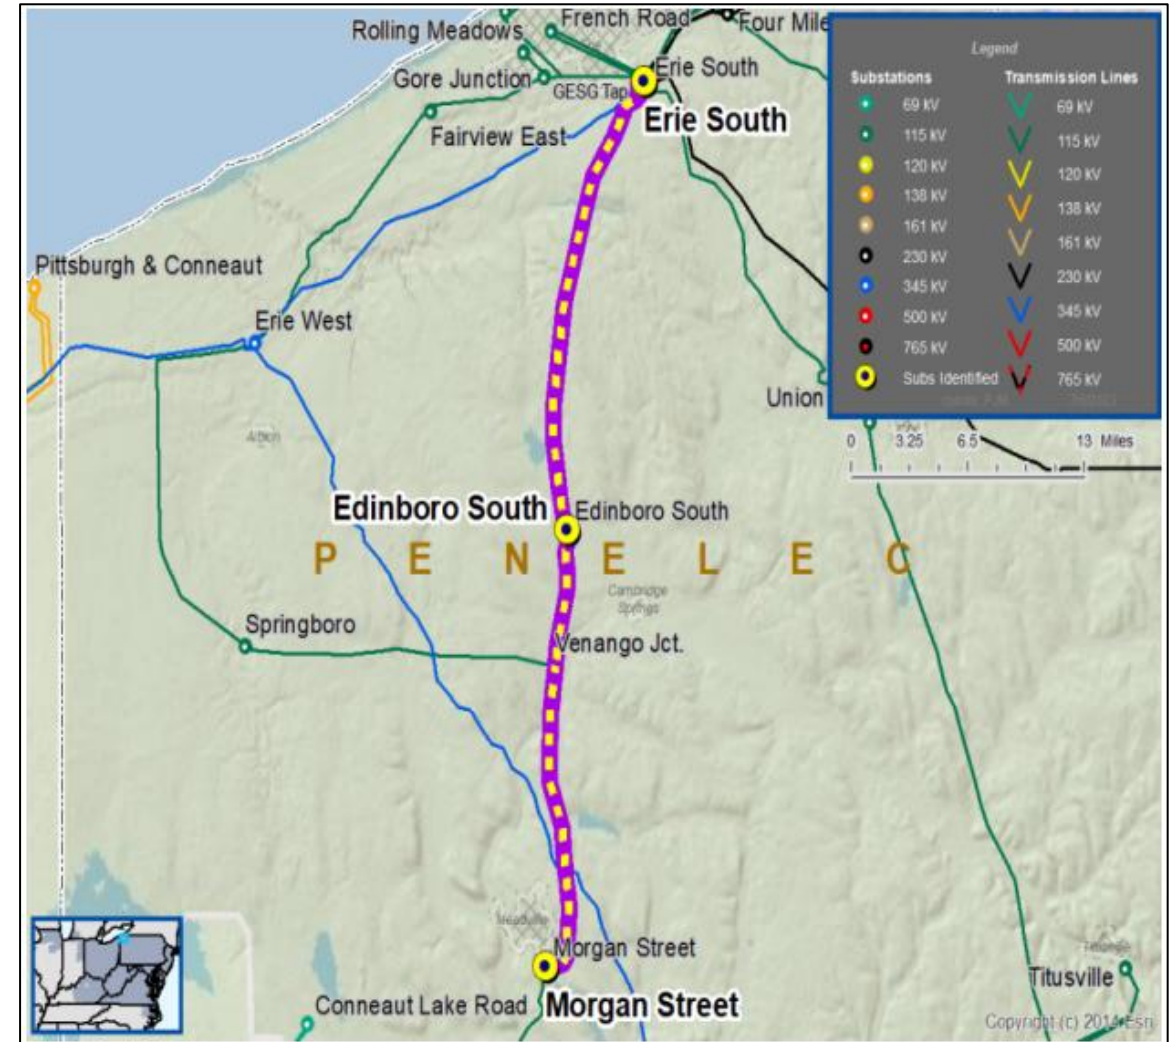 Rolling Meadows
French Road
Four Mile
Gore Junction
Erie South
GESG Tap
Erie South
Fairview East
Pittsburgh & Conneaut
Erie West
Union
Albion
Edinboro South
Edinboro South
PENELEC
Cambridge
Springs
Springboro
Venango Jct.
Meadville
Morgan Street
Conneaut Lake Road
Morgan Street
Titusville
Titusville
Copyright (c) 2014 Esri
Legend
Substations
Transmission Lines
69 kV
69 kV
115 kV
115 kV
120 kV
120 kV
138 kV
138 kV
161 kV
161 kV
230 kV
230 kV
345 kV
345 kV
500 kV
500 kV
765 kV
765 kV
Subs Identified
0 3.25 6.5 13 Miles